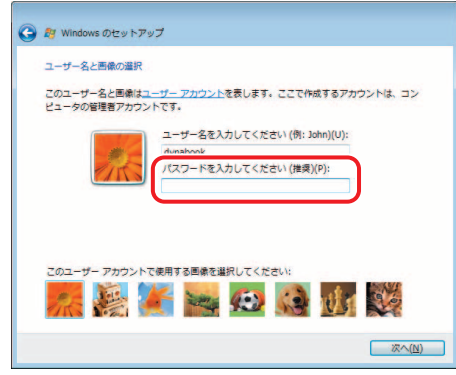 Windows のセットアップ
ユーザー名と画像の選択
このユーザー名と画像はユーザー アカウントを表します。ここで作成するアカウントは、コン
ピュータの管理者アカウントです。
ユーザー名を入力してください (例: John)(U):
dynabook
パスワードを入力してください (推奨)(P):
このユーザー アカウントで使用する画像を選択してください:
次へ(N)